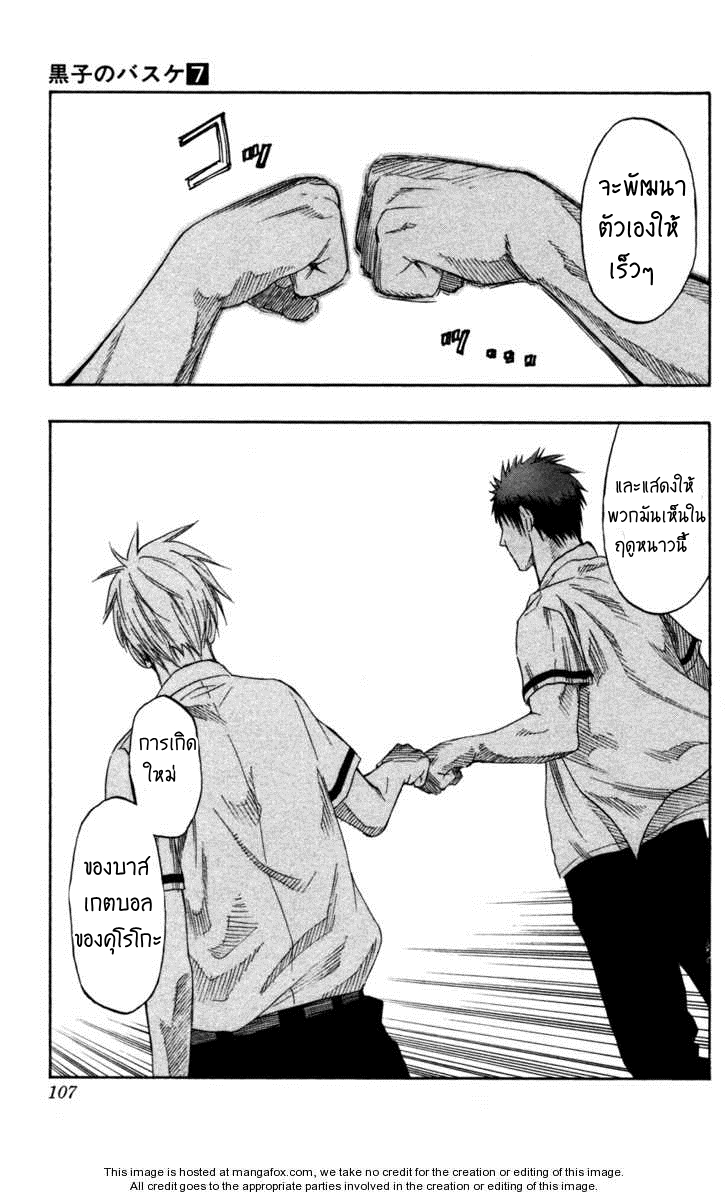 黒子のバスケ7
コッ
จะพัฒนา
ตัวเองให้
เร็วๆ
และแสดงให้
พวกมันเห็นใน
ฤดูหนาวนี้
การเกิด
ใหม่
ของบาส
เกตบอล
ของคุโรโกะ
107
This image is hosted at mangafox.com, we take no credit for the creation or editing of this image.
All credit goes to the appropriate parties involved in the creation or editing of this image.